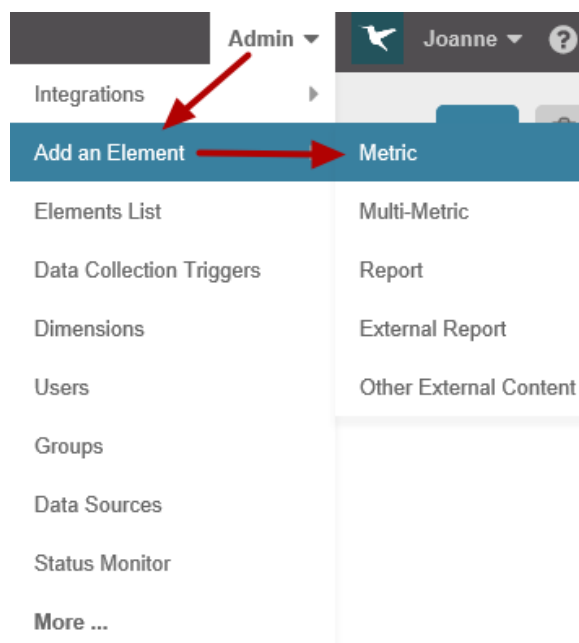 Admin
Joanne
?
Integrations
Add an Element
Metric
Elements List
Multi-Metric
Data Collection Triggers
Report
Dimensions
External Report
Users
Other External Content
Groups
Data Sources
Status Monitor
More ...